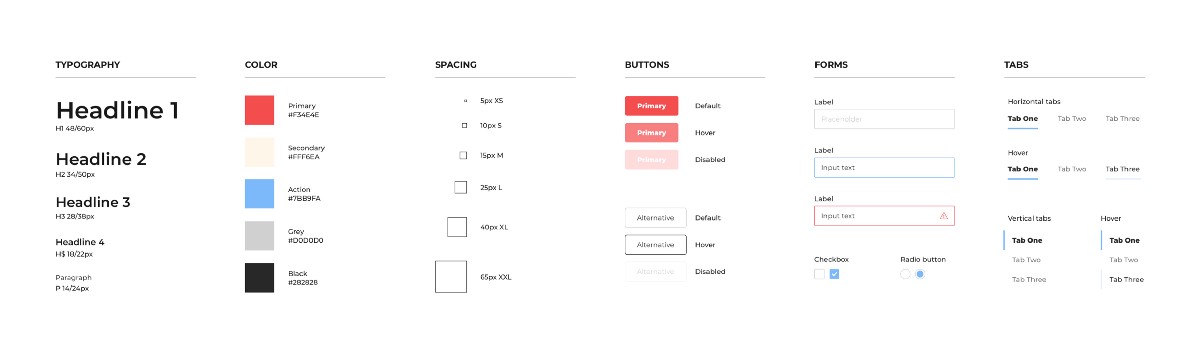 TYPOGRAPHY
Headline 1
H1 48/60px
Headline 2
H2 34/50px
Headline 3
H3 28/38px
Headline 4
H$ 18/22px
Paragraph
P 14/24px
COLOR
Primary
#F34E4E
Secondary
#FFF6EA
Action
#7BB9FA
Grey
#D0D0D0
Black
#282828
SPACING
5px XS
10px S
15px M
25px L
40px XL
65px XXL
BUTTONS
Primary Default
Primary Hover
Primary Disabled
Alternative Default
Alternative Hover
Alternative Disabled
FORMS
Label
Placeholder
Label
Input text
Label
Input text
Checkbox Radio button
TABS
Horizontal tabs
Tab One Tab Two Tab Three
Hover
Tab One Tab Two Tab Three
Vertical tabs Hover
Tab One Tab One
Tab Two Tab Two
Tab Three Tab Three